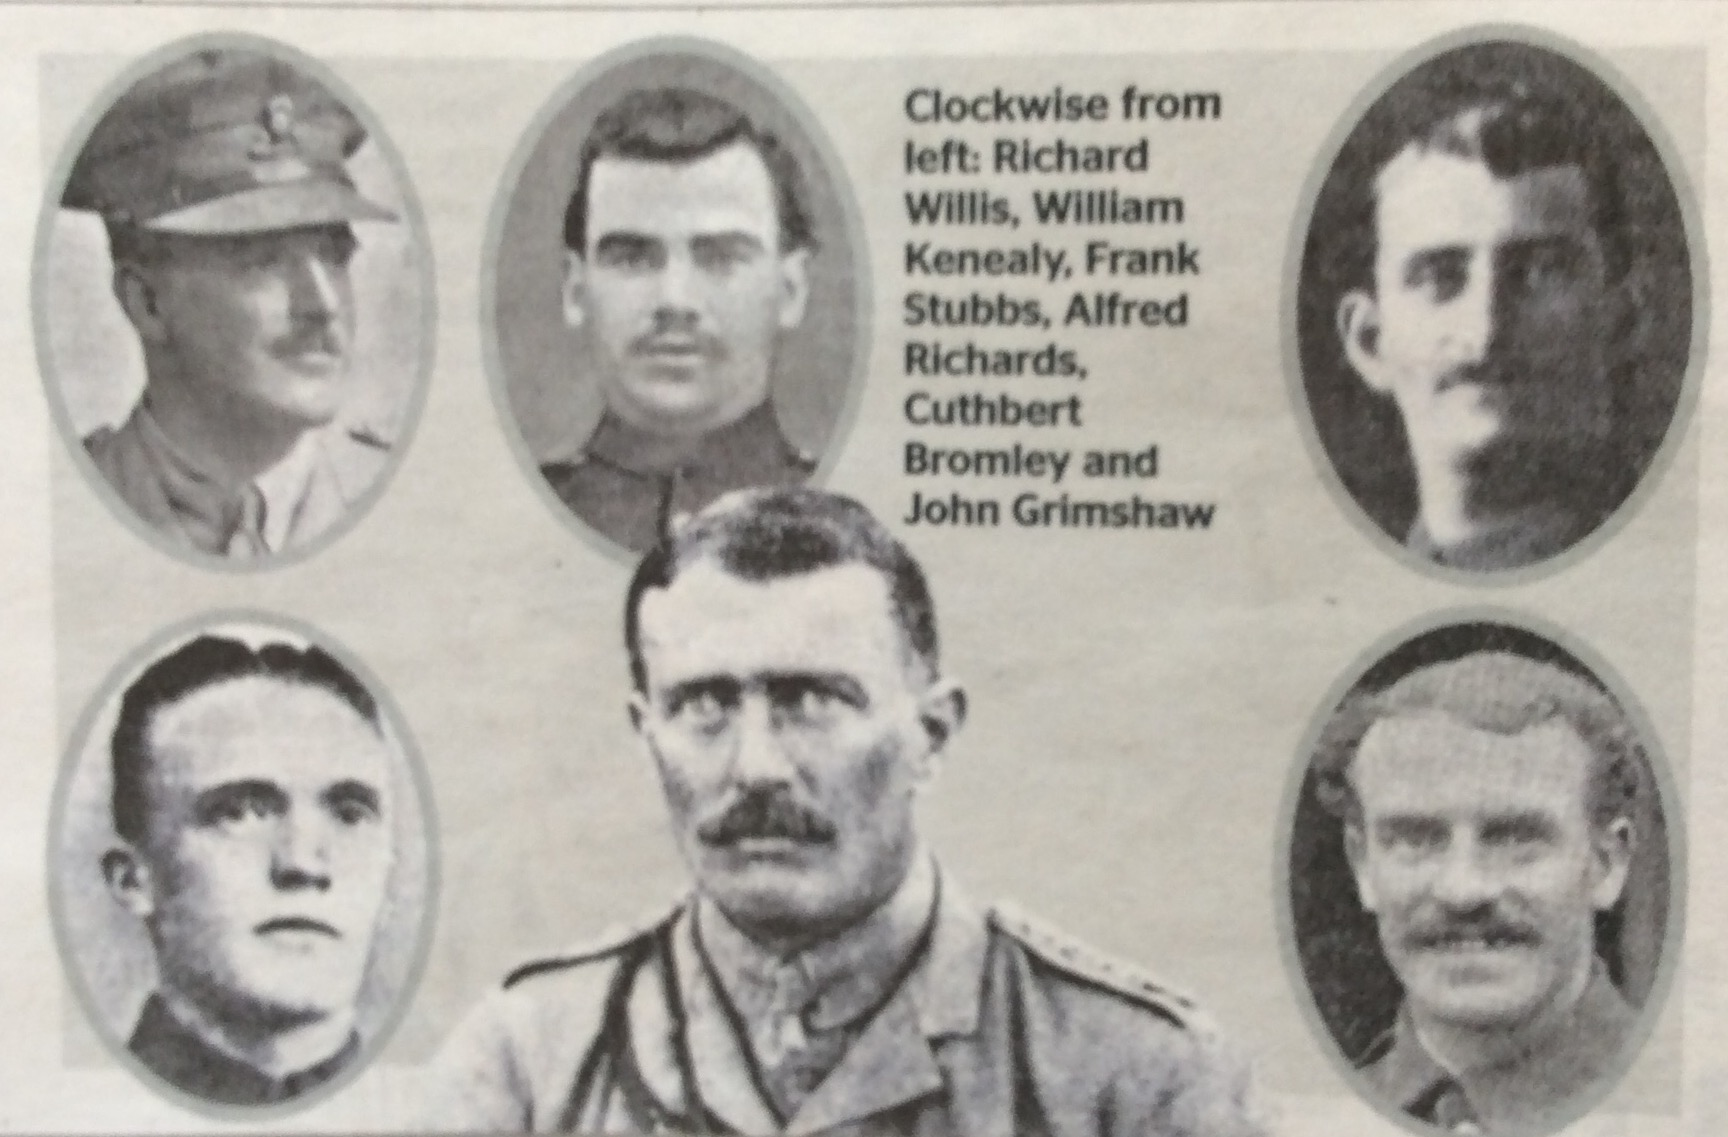 Clockwise from
left: Richard
Willis, William
Kenealy, Frank
Stubbs, Alfred
Richards,
Cuthbert
Bromley and
John Grimshaw